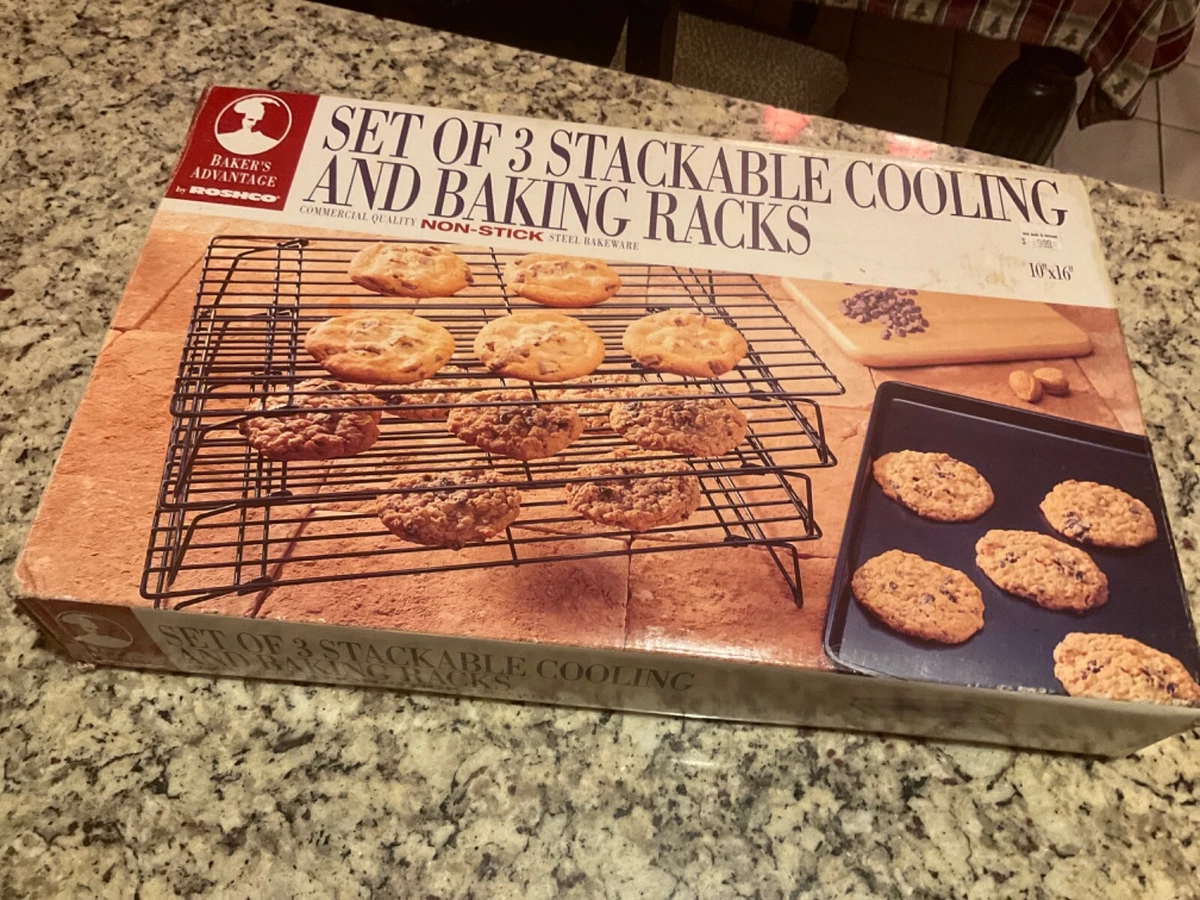 BAKER'S
ADVANTAGE
by ROSHCO
SET OF 3 STACKABLE COOLING
AND BAKING RACKS
COMMERCIAL QUALITY NON-STICK STEEL BAKEWARE
10"x16"
SET OF 3 STACKABLE COOLING
AND BAKING RACKS